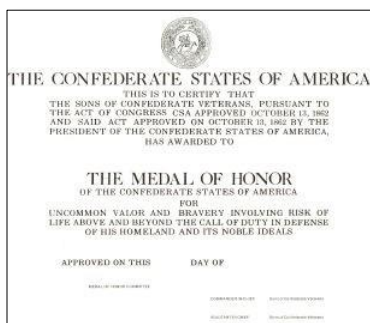 THE CONFEDERATE STATES OF AMERICA
THIS IS TO CERTIFY THAT
THE SONS OF CONFEDERATE VETERANS, PURSUANT TO
THE ACT OF CONGRESS CSA APPROVED OCTOBER 13, 1862
AND SAID ACT APPROVED ON OCTOBER 13, 1862 BY THE
PRESIDENT OF THE CONFEDERATE STATES OF AMERICA,
HAS AWARDED TO
THE MEDAL OF HONOR
OF THE CONFEDERATE STATES OF AMERICA
FOR
UNCOMMON VALOR AND BRAVERY INVOLVING RISK OF
LIFE ABOVE AND BEYOND THE CALL OF DUTY IN DEFENSE
OF HIS HOMELAND AND ITS NOBLE IDEALS
APPROVED ON THIS DAY OF
MEDAL OF HONOR COMMITTEE